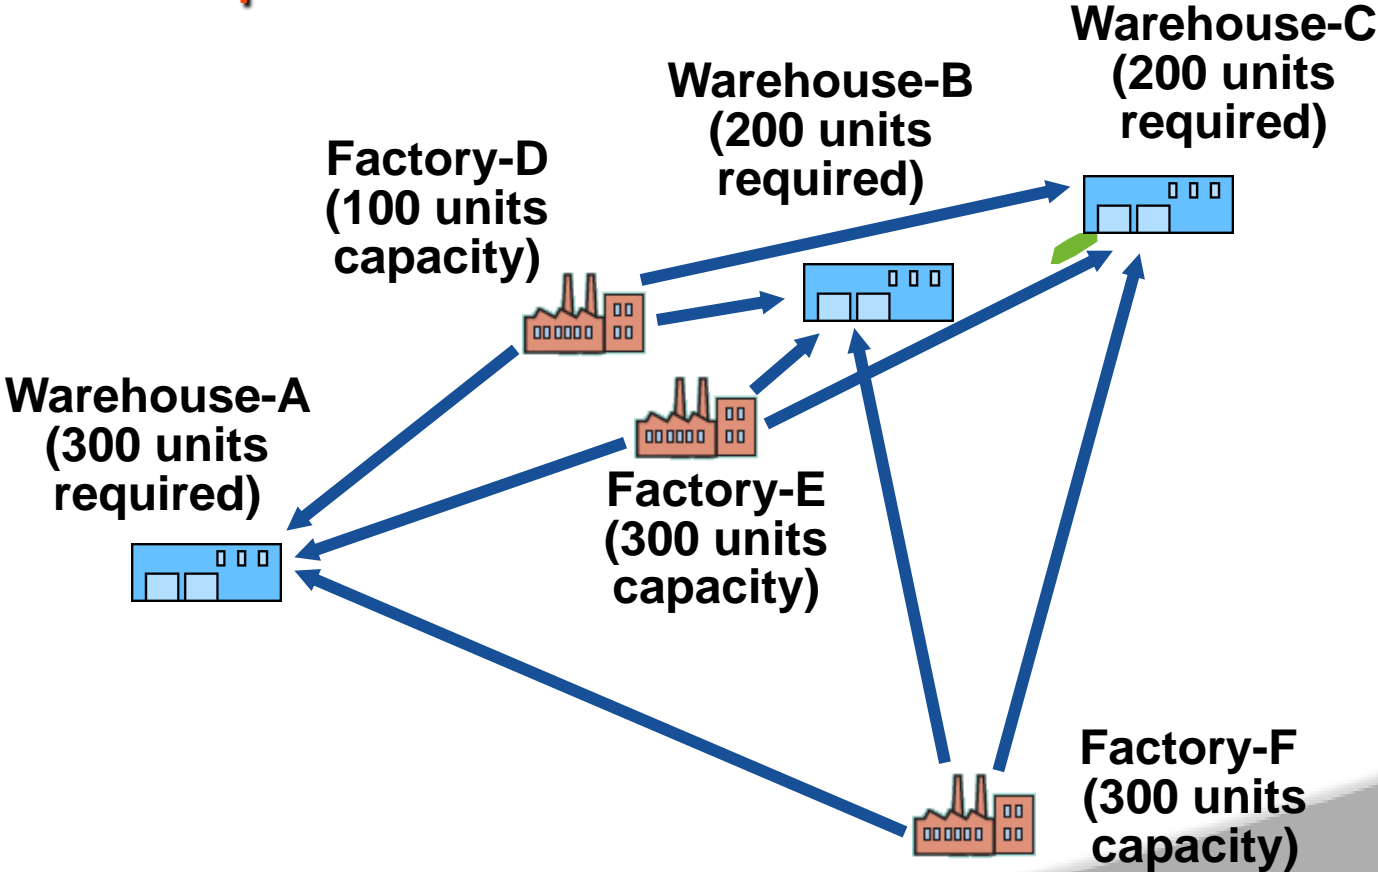 Warehouse-C
(200 units
required)
Warehouse-B
(200 units
required)
Factory-D
(100 units
capacity)
Warehouse-A
(300 units
required)
Factory-E
(300 units
capacity)
Factory-F
(300 units
capacity)